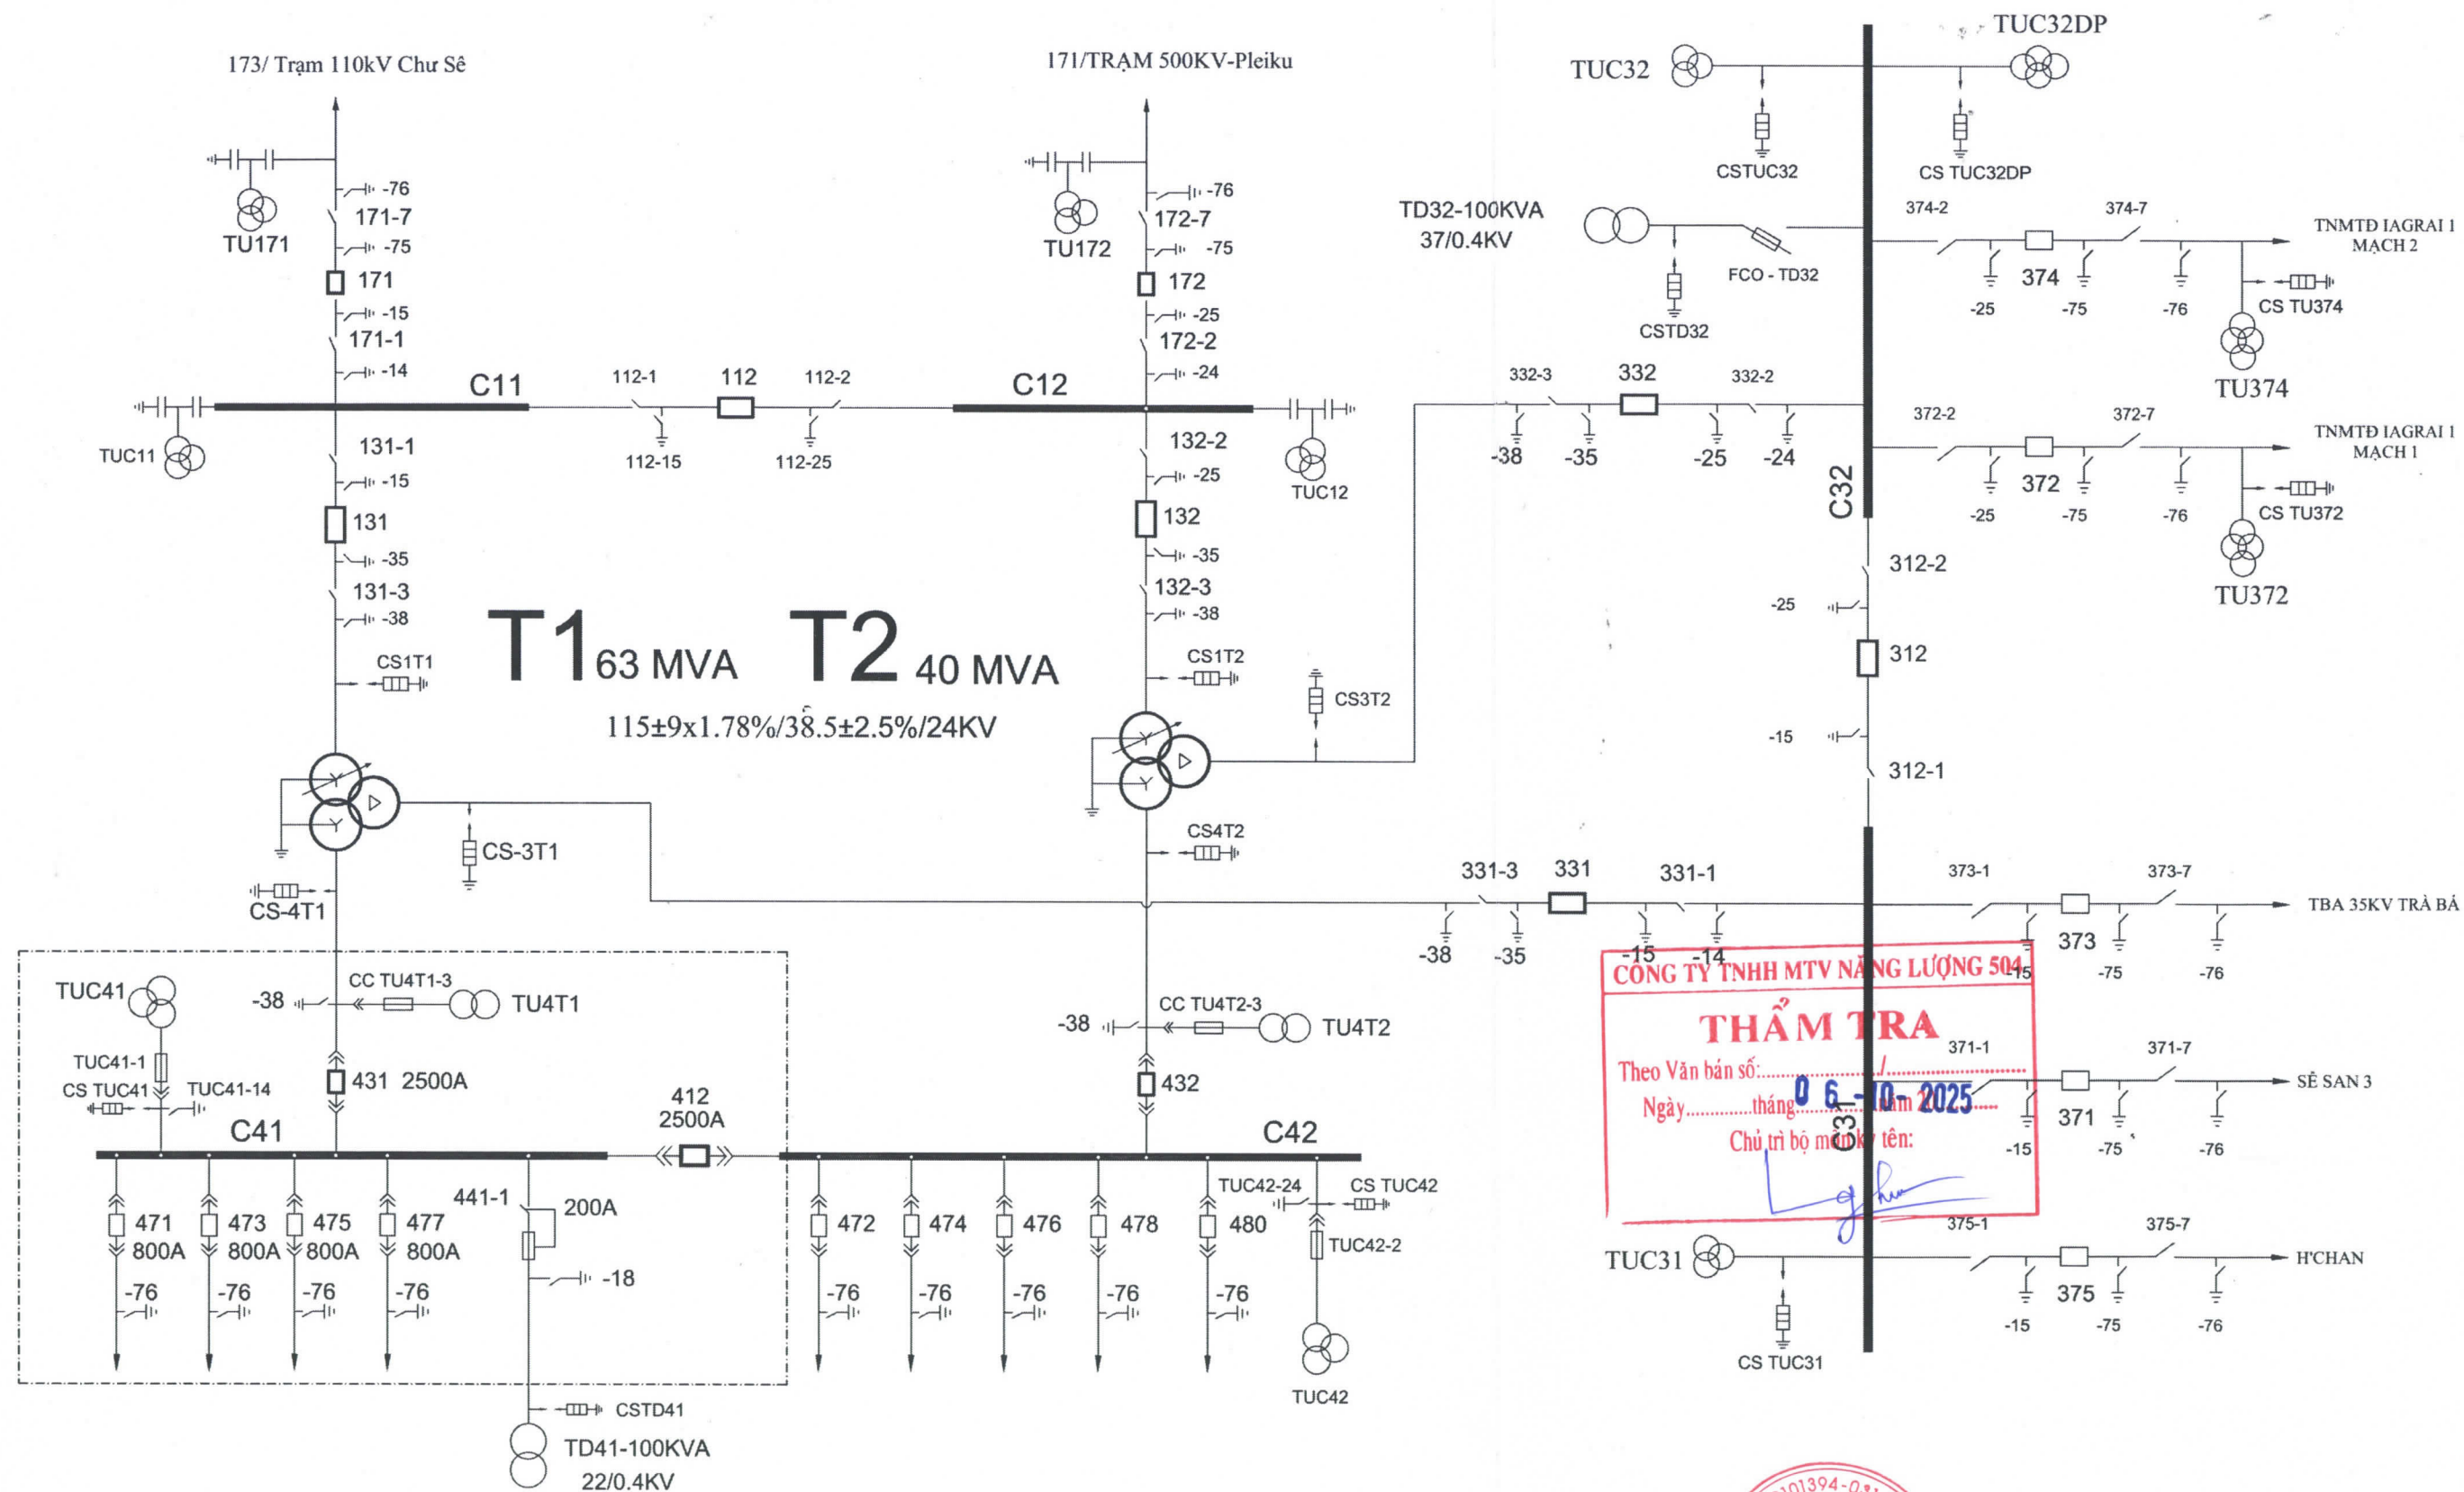 173/ Trạm 110kV Chư Sê
171/TRẠM 500KV-Pleiku
TUC32
TUC32DP
CSTUC32
CS TUC32DP
-76
171-7
TU171
-75
171
-15
171-1
-14
-76
172-7
TU172
-75
172
-25
172-2
-24
TD32-100KVA
37/0.4KV
FCO - TD32
CSTD32
374-2
374-7
TNMTĐ IAGRAI 1
MẠCH 2
374
-25
-75
-76
CS TU374
TU374
C11
112-1
112
112-2
C12
112-15
112-25
TUC11
TUC12
332-3
332
332-2
-38
-35
-25
-24
C32
372-2
372-7
TNMTĐ IAGRAI 1
MẠCH 1
372
-25
-75
-76
CS TU372
TU372
131-1
-15
131
-35
131-3
-38
CS1T1
132-2
-25
132
-35
132-3
-38
CS1T2
T1 63 MVA
T2 40 MVA
115±9x1.78%/38.5±2.5%/24KV
CS3T2
312-2
-25
312
-15
312-1
CS-3T1
CS-4T1
CS4T2
331-3
331
331-1
-38
-35
-15
-14
373-1
373-7
TBA 35KV TRÀ BÁ
373
-15
-75
-76
CÔNG TY TNHH MTV NĂNG LƯỢNG 504
THẨM TRA
Theo Văn bản số:............/............
Ngày............tháng............năm 20......
06 -10- 2025
Chủ trì bộ môn ký tên:
C31
371-1
371-7
SÊ SAN 3
371
-15
-75
-76
375-1
375-7
H'CHAN
375
-15
-75
-76
TUC31
CS TUC31
TUC41
-38
CC TU4T1-3
TU4T1
TUC41-1
CS TUC41
TUC41-14
431 2500A
C41
412
2500A
-38
CC TU4T2-3
TU4T2
432
C42
471
800A
-76
473
800A
-76
475
800A
-76
477
800A
-76
441-1
200A
-18
CSTD41
TD41-100KVA
22/0.4KV
472
-76
474
-76
476
-76
478
-76
480
-76
TUC42-24
CS TUC42
TUC42-2
TUC42